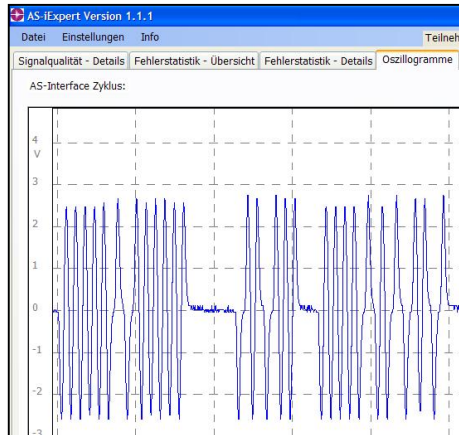 AS-iExpert Version 1.1.1
Datei Einstellungen Info
Teilneh
Signalqualität - Details Fehlerstatistik - Übersicht Fehlerstatistik - Details Oszillogramme
AS-Interface Zyklus:
4
V
3
2
1
0
-1
-2
-3